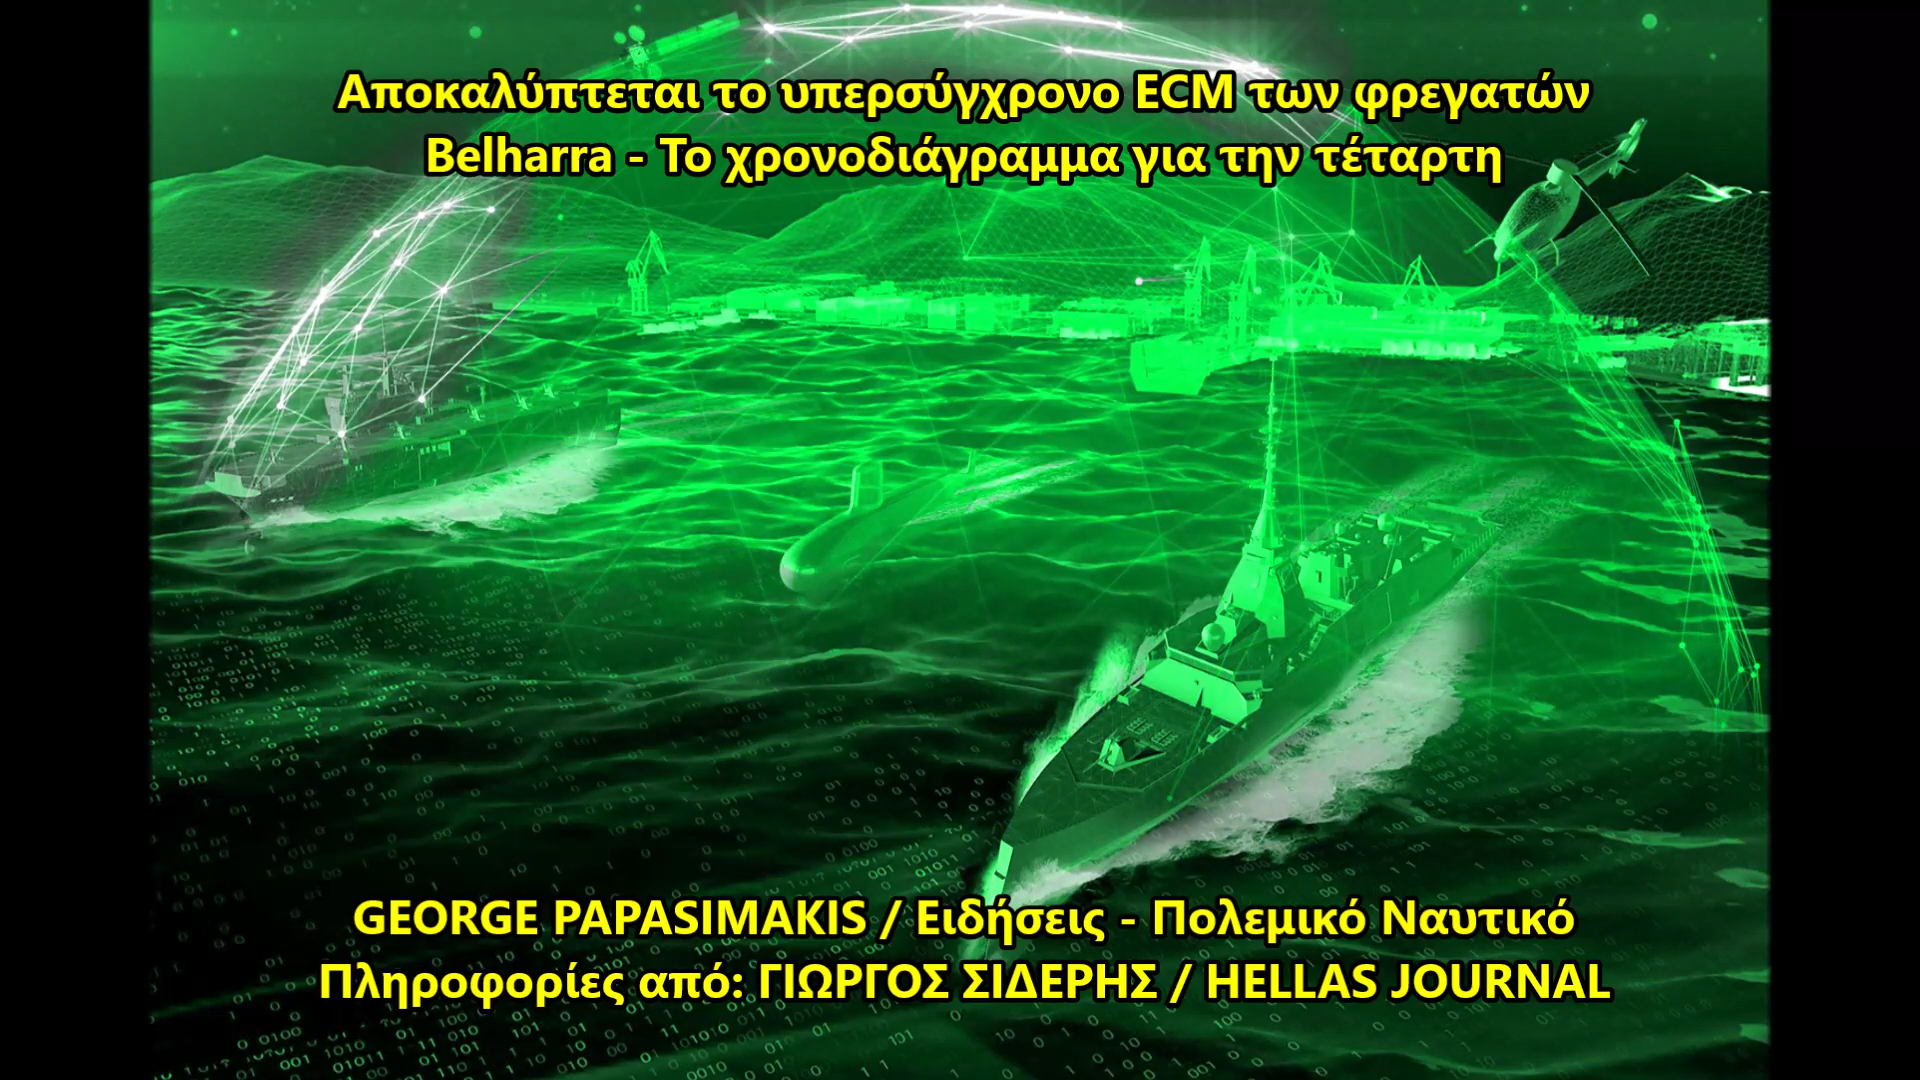 Αποκαλύπτεται το υπερσύγχρονο ECM των φρεγατών
Belharra - Το χρονοδιάγραμμα για την τέταρτη
GEORGE PAPASIMAKIS / Ειδήσεις - Πολεμικό Ναυτικό
Πληροφορίες από: ΓΙΩΡΓΟΣ ΣΙΔΕΡΗΣ / HELLAS JOURNAL